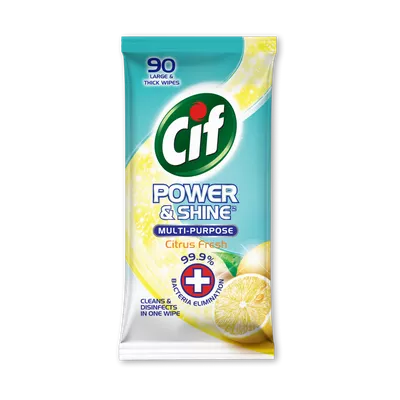 90
LARGE &
THICK WIPES
Cif
POWER
& SHINE
MULTI-PURPOSE
Citrus Fresh
99.9%
BACTERIA ELIMINATION
CLEANS &
DISINFECTS
IN ONE WIPE